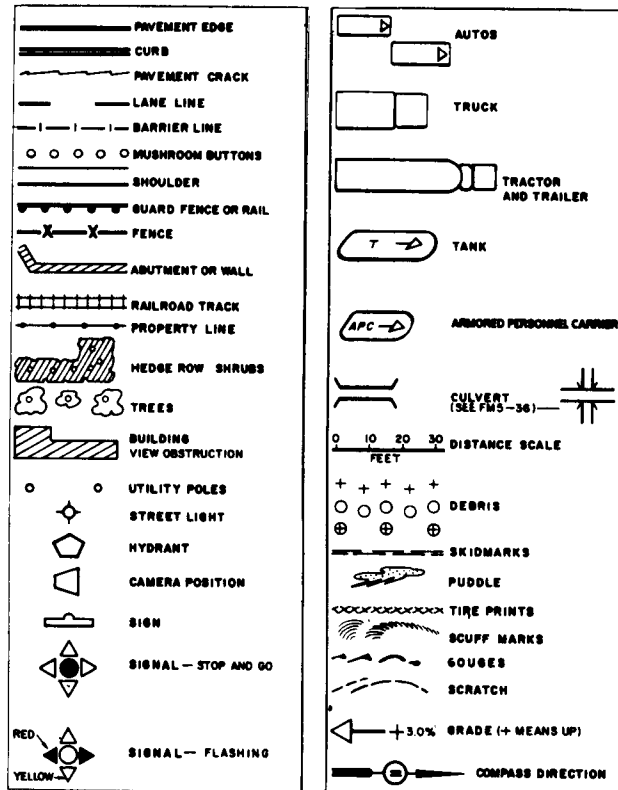 PAVEMENT EDGE
CURB
PAVEMENT CRACK
LANE LINE
BARRIER LINE
MUSHROOM BUTTONS
SHOULDER
GUARD FENCE OR RAIL
FENCE
ABUTMENT OR WALL
RAILROAD TRACK
PROPERTY LINE
HEDGE ROW SHRUBS
TREES
BUILDING
VIEW OBSTRUCTION
UTILITY POLES
STREET LIGHT
HYDRANT
CAMERA POSITION
SIGN
SIGNAL — STOP AND GO
RED
SIGNAL — FLASHING
YELLOW
AUTOS
TRUCK
TRACTOR
AND TRAILER
T
TANK
APC
ARMORED PERSONNEL CARRIER
CULVERT
(SEE FM5-36)
0 10 20 30
FEET
DISTANCE SCALE
DEBRIS
SKIDMARKS
PUDDLE
TIRE PRINTS
SCUFF MARKS
GOUGES
SCRATCH
+3.0% GRADE (+ MEANS UP)
COMPASS DIRECTION